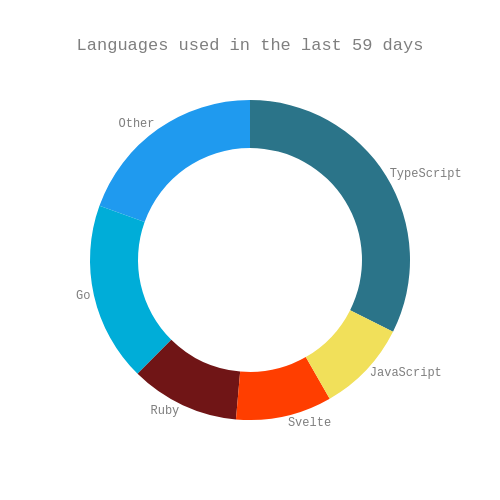 Languages used in the last 59 days
Other
TypeScript
Go
JavaScript
Ruby
Svelte